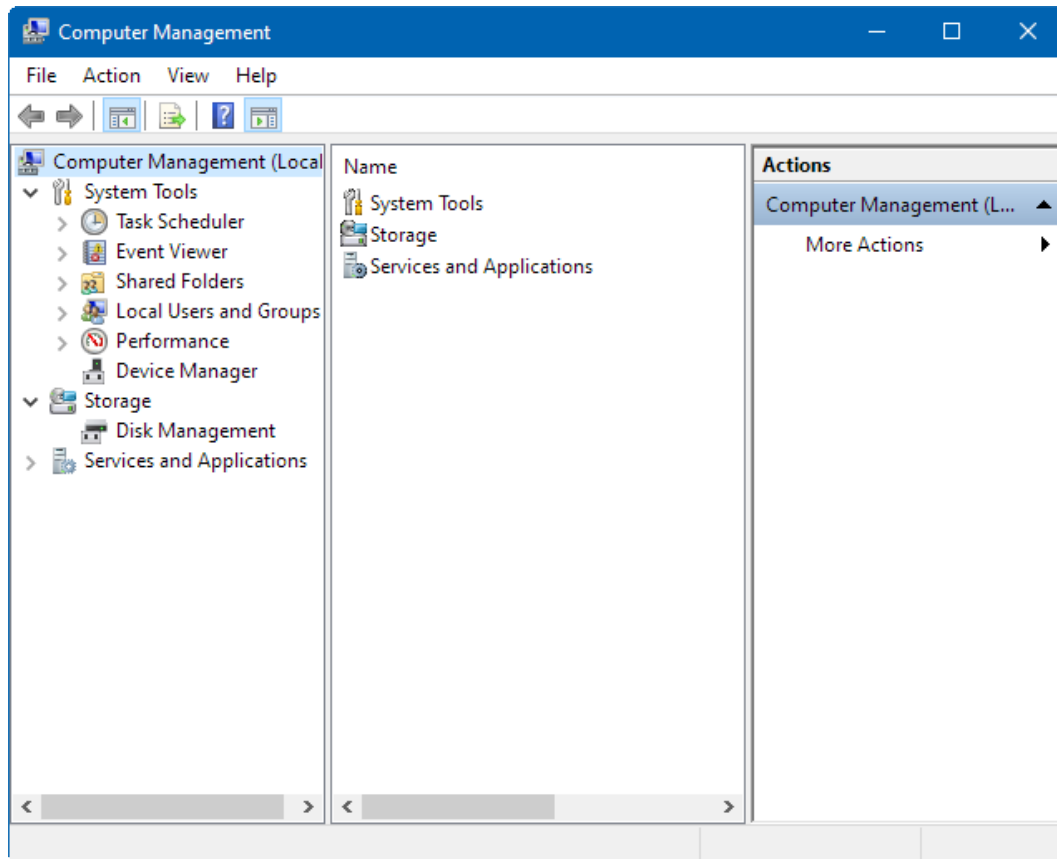 Computer Management
File Action View Help
Computer Management (Local
System Tools
Task Scheduler
Event Viewer
Shared Folders
Local Users and Groups
Performance
Device Manager
Storage
Disk Management
Services and Applications
Name
System Tools
Storage
Services and Applications
Actions
Computer Management (L...
More Actions